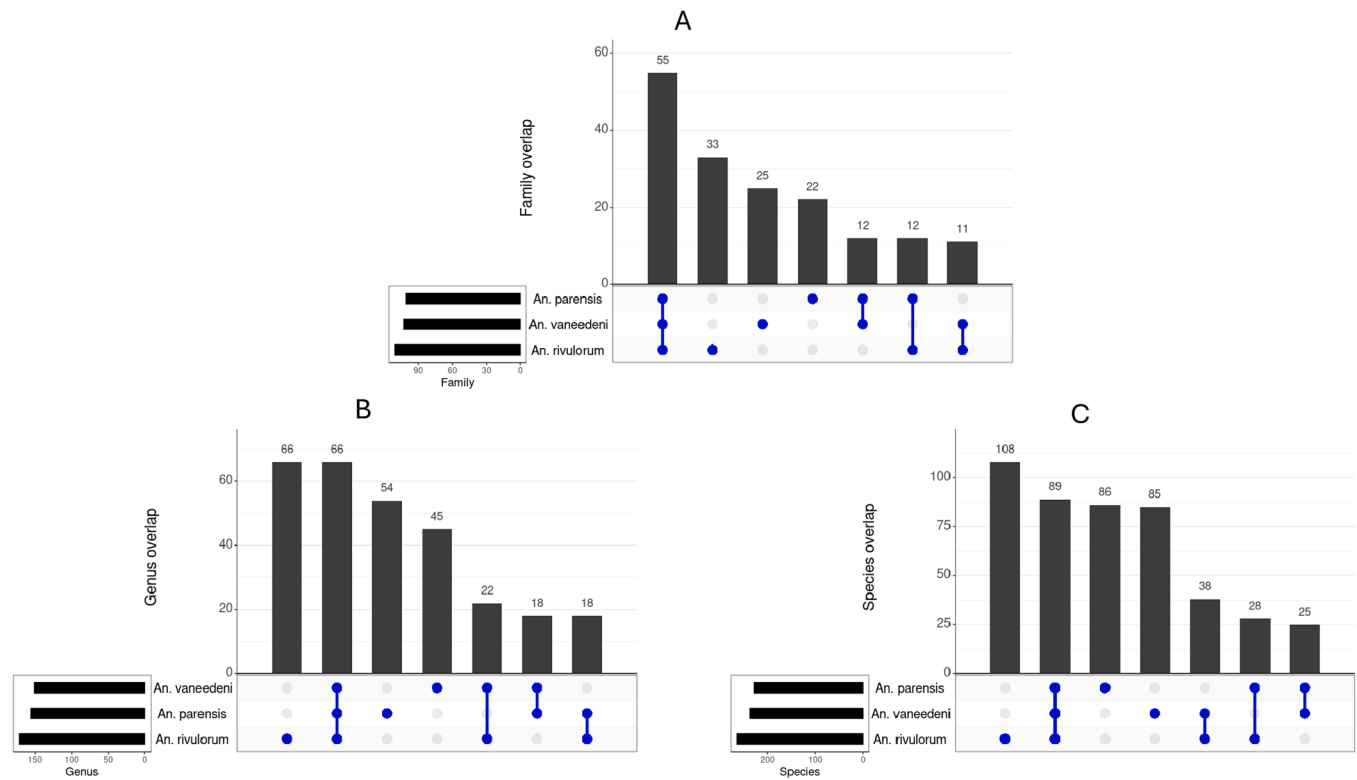 A
Family overlap
60
40
20
0
55
33
25
22
12
12
11
An. parensis
An. vaneedeni
An. rivulorum
90 60 30 0
Family
B
Genus overlap
60
40
20
0
66
66
54
45
22
18
18
An. vaneedeni
An. parensis
An. rivulorum
150 100 50 0
Genus
C
Species overlap
100
75
50
25
0
108
89
86
85
38
28
25
An. parensis
An. vaneedeni
An. rivulorum
200 100 0
Species